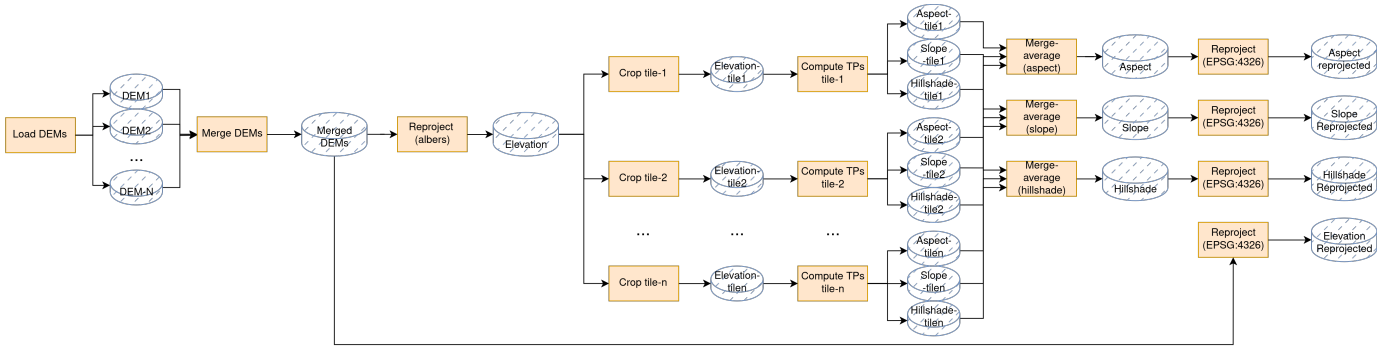 Load DEMs
DEM1
DEM2
...
DEM-N
Merge DEMs
Merged
DEMs
Reproject
(albers)
Elevation
Crop tile-1
Elevation-
tile1
Compute TPs
tile-1
Aspect-
tile1
Slope
-tile1
Hillshade-
tile1
Crop tile-2
Elevation-
tile2
Compute TPs
tile-2
Aspect-
tile2
Slope
-tile2
Hillshade-
tile2
...
...
...
Crop tile-n
Elevation-
tilen
Compute TPs
tile-n
Aspect-
tilen
Slope
-tilen
Hillshade-
tilen
Merge-
average
(aspect)
Aspect
Reproject
(EPSG:4326)
Aspect
reprojected
Merge-
average
(slope)
Slope
Reproject
(EPSG:4326)
Slope
Reprojected
Merge-
average
(hillshade)
Hillshade
Reproject
(EPSG:4326)
Hillshade
Reprojected
Reproject
(EPSG:4326)
Elevation
Reprojected